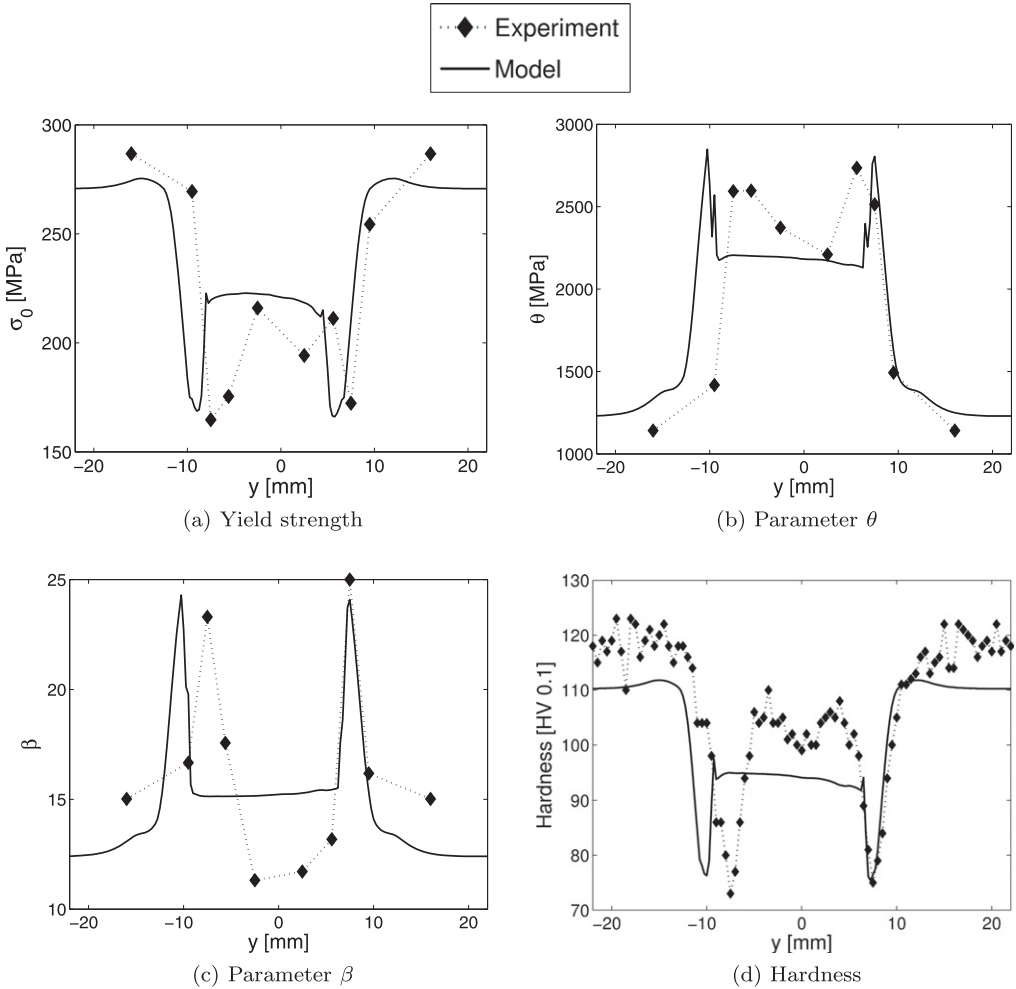 Experiment
Model
300
250
200
150
σ0 [MPa]
−20 −10 0 10 20
y [mm]
(a) Yield strength
3000
2500
2000
1500
1000
θ [MPa]
−20 −10 0 10 20
y [mm]
(b) Parameter θ
25
20
15
10
β
−20 −10 0 10 20
y [mm]
(c) Parameter β
130
120
110
100
90
80
70
Hardness [HV 0.1]
−20 −10 0 10 20
y [mm]
(d) Hardness